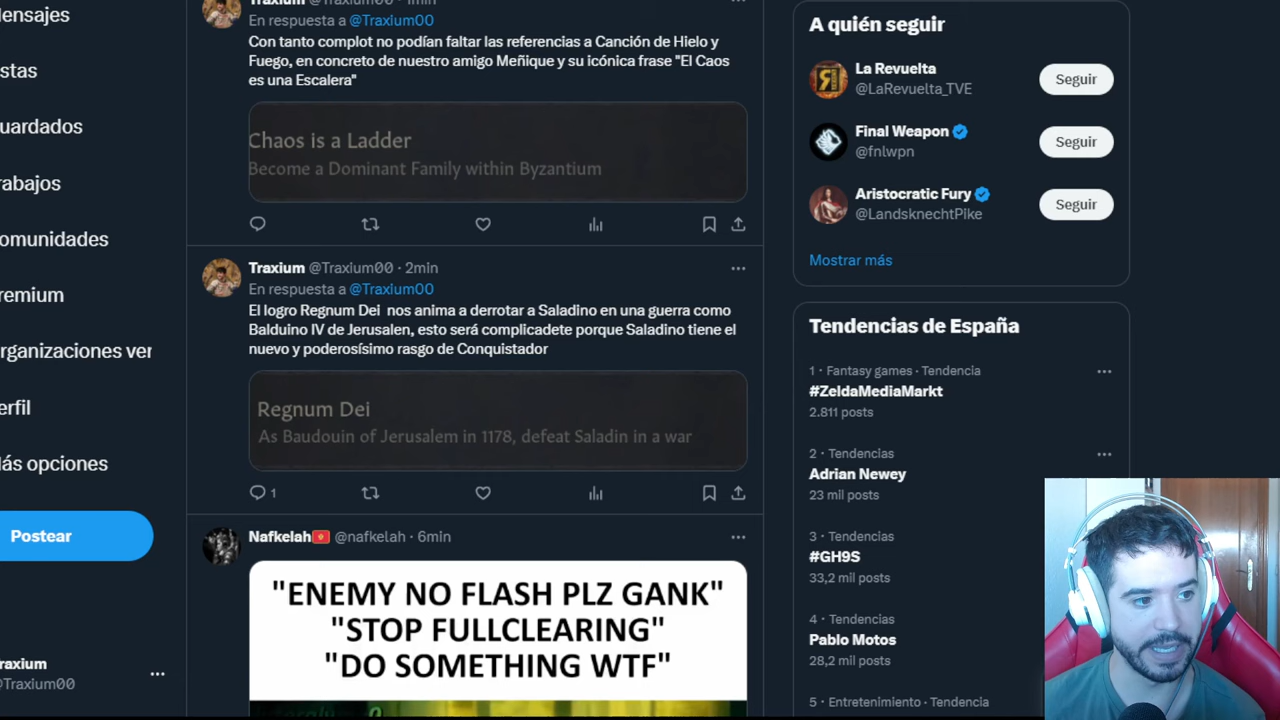 ensajes
stas
uardados
rabajos
omunidades
remium
rganizaciones ver
erfil
ás opciones
Postear
raxium
@Traxium00
Traxium @Traxium00 · 1min
En respuesta a @Traxium00
Con tanto complot no podían faltar las referencias a Canción de Hielo y
Fuego, en concreto de nuestro amigo Meñique y su icónica frase "El Caos
es una Escalera"
Chaos is a Ladder
Become a Dominant Family within Byzantium
Traxium @Traxium00 · 2min
En respuesta a @Traxium00
El logro Regnum Dei nos anima a derrotar a Saladino en una guerra como
Balduino IV de Jerusalen, esto será complicadete porque Saladino tiene el
nuevo y poderosísimo rasgo de Conquistador
Regnum Dei
As Baudouin of Jerusalem in 1178, defeat Saladin in a war
1
Nafkelah @nafkelah · 6min
"ENEMY NO FLASH PLZ GANK"
"STOP FULLCLEARING"
"DO SOMETHING WTF"
A quién seguir
La Revuelta
@LaRevuelta_TVE
Seguir
Final Weapon
@fnlwpn
Seguir
Aristocratic Fury
@LandsknechtPike
Seguir
Mostrar más
Tendencias de España
1 · Fantasy games · Tendencia
#ZeldaMediaMarkt
2.811 posts
2 · Tendencias
Adrian Newey
23 mil posts
3 · Tendencias
#GH9S
33,2 mil posts
4 · Tendencias
Pablo Motos
28,2 mil posts
5 · Entretenimiento · Tendencia